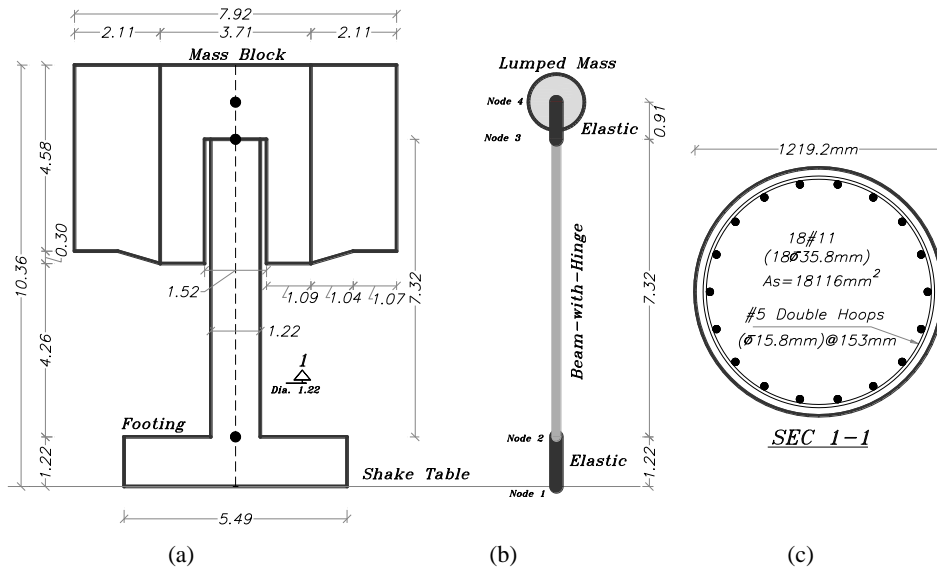 7.92
2.11
3.71
2.11
Mass Block
10.36
4.58
0.30
4.26
1.22
1.52
1.09
1.04
1.07
7.32
1.22
1
Dia. 1.22
Footing
Shake Table
5.49
(a)
Lumped Mass
Node 4
Elastic
0.91
Node 3
Beam-with-Hinge
7.32
Node 2
Elastic
1.22
Node 1
(b)
1219.2mm
18#11
(18ø35.8mm)
As=18116mm²
#5 Double Hoops
(ø15.8mm)@153mm
SEC 1-1
(c)